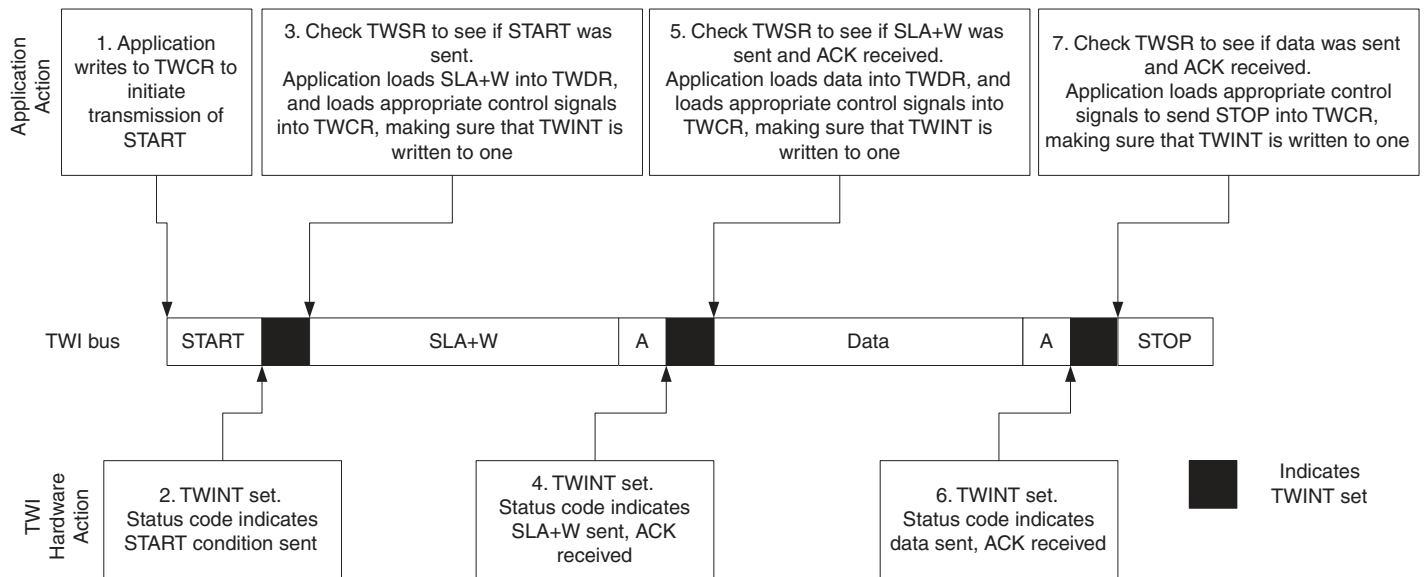 Application
Action
1. Application
writes to TWCR to
initiate
transmission of
START
3. Check TWSR to see if START was
sent.
Application loads SLA+W into TWDR,
and loads appropriate control signals
into TWCR, making sure that TWINT is
written to one
5. Check TWSR to see if SLA+W was
sent and ACK received.
Application loads data into TWDR, and
loads appropriate control signals into
TWCR, making sure that TWINT is
written to one
7. Check TWSR to see if data was sent
and ACK received.
Application loads appropriate control
signals to send STOP into TWCR,
making sure that TWINT is written to one
TWI bus
START
SLA+W
A
Data
A
STOP
TWI
Hardware
Action
2. TWINT set.
Status code indicates
START condition sent
4. TWINT set.
Status code indicates
SLA+W sent, ACK
received
6. TWINT set.
Status code indicates
data sent, ACK received
Indicates
TWINT set